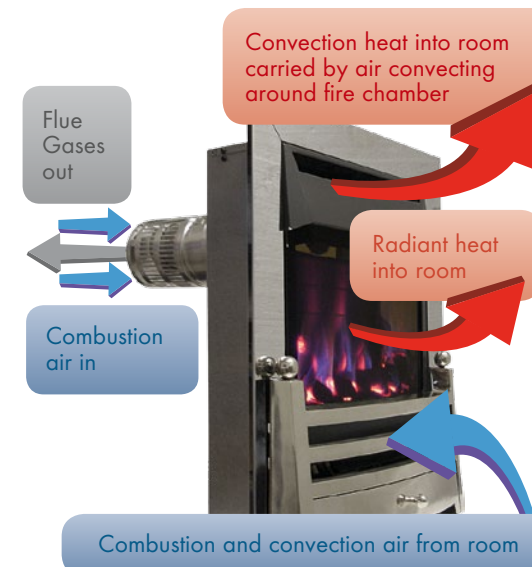 Convection heat into room
carried by air convecting
around fire chamber
Flue
Gases
out
Radiant heat
into room
Combustion
air in
Combustion and convection air from room